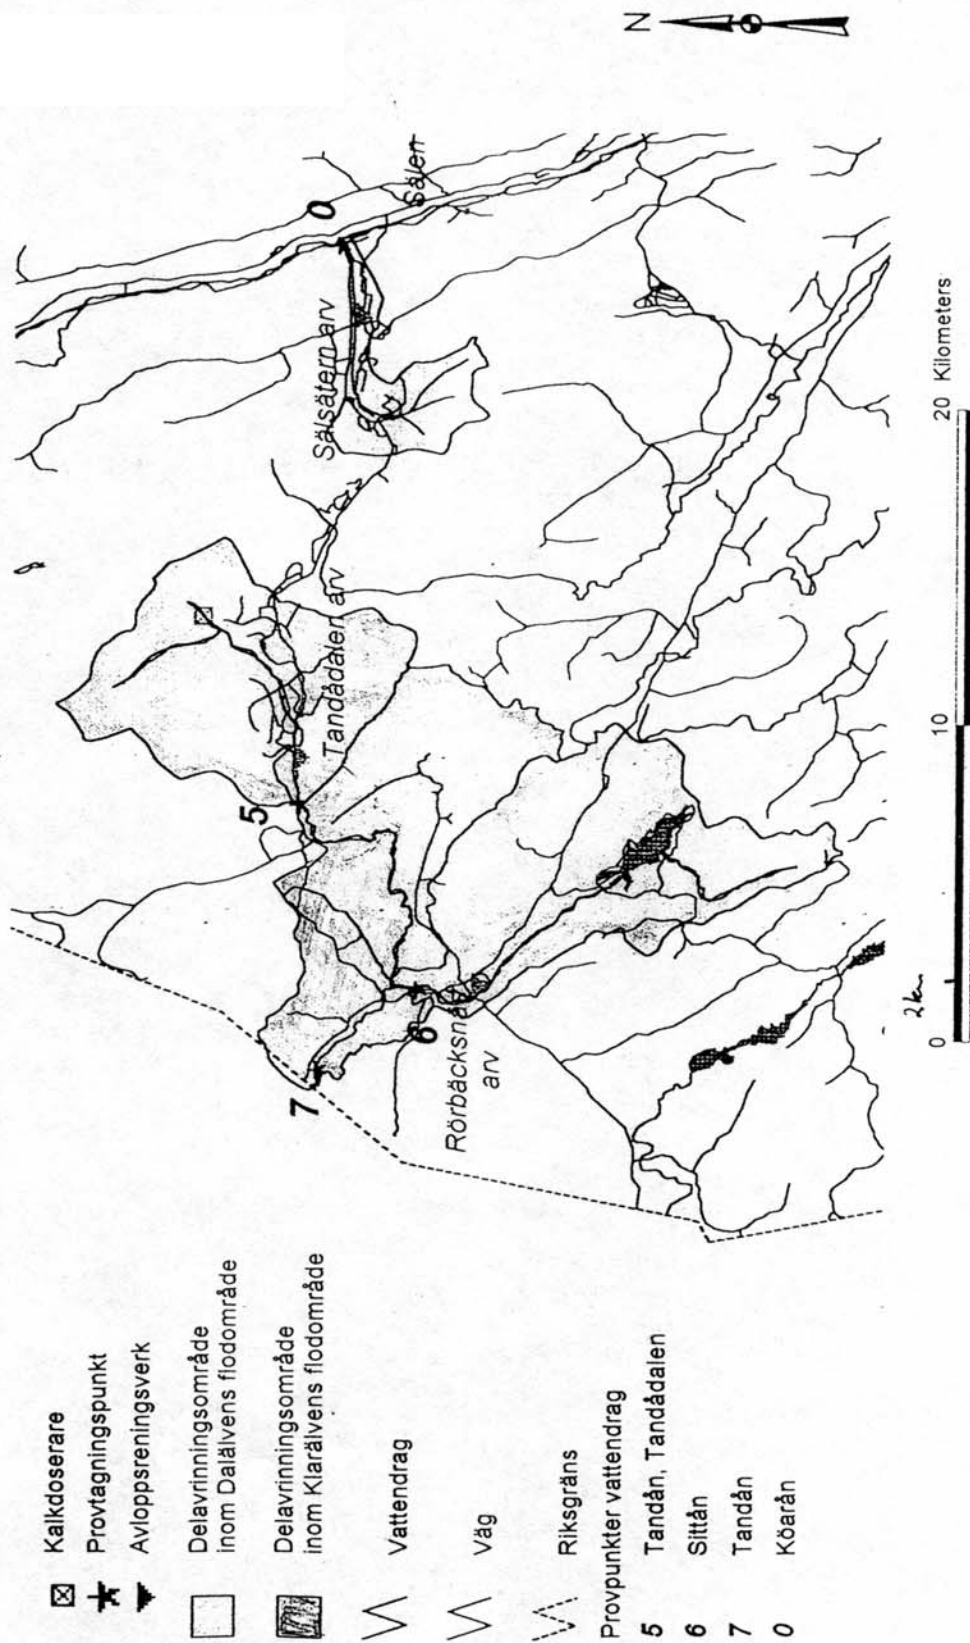 N
0
Sälen
Sälsätern arv
Tandådalen arv
5
7
6
Rörbäcksnäs
arv
2 km
0
10
20 Kilometers
Kalkdoserare
Provtagningspunkt
Avloppsreningsverk
Delavrinningsområde
inom Dalälvens flodområde
Delavrinningsområde
inom Klarälvens flodområde
Vattendrag
Väg
Riksgräns
Provpunkter vattendrag
5 Tandån, Tandådalen
6 Sittån
7 Tandån
0 Köarån